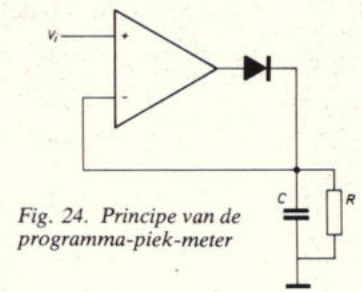 Vi
+
-
C
R
Fig. 24. Principe van de
programma-piek-meter